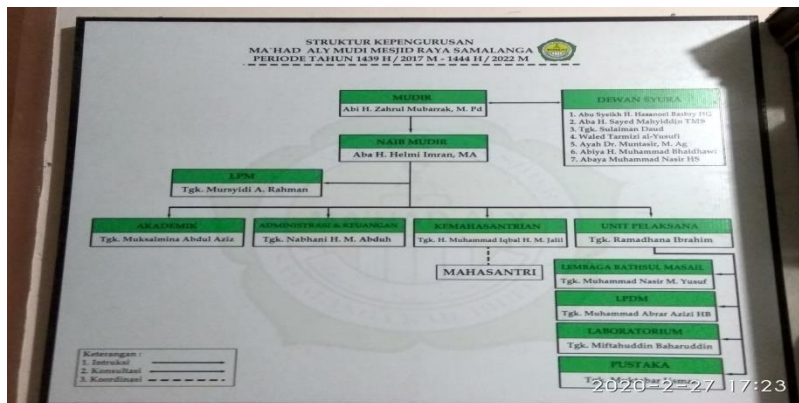 STRUKTUR KEPENGURUSAN
MA'HAD ALY MUDI MESJID RAYA SAMALANGA
PERIODE TAHUN 1439 H / 2017 M - 1444 H / 2022 M
MUDIR
Abi H. Zahrul Mubarrak, M. Pd
DEWAN SYURA
1. Abu Syeikh H. Hasanoel Bashry HG
2. Aba H. Sayed Mahyiddin TMS
3. Tgk. Sulaiman Daud
4. Waled Tarmizi al-Yusufi
5. Ayah Dr. Muntasir, M. Ag
6. Abiya H. Muhammad Bhaidhawi
7. Abaya Muhammad Nasir HS
NAIB MUDIR
Aba H. Helmi Imran, MA
LPM
Tgk. Mursyidi A. Rahman
AKADEMIK
Tgk. Muksalmina Abdul Aziz
ADMINISTRASI & KEUANGAN
Tgk. Nabhani H. M. Abduh
KEMAHASANTRIAN
Tgk. H. Muhammad Iqbal H. M. Jalil
UNIT PELAKSANA
Tgk. Ramadhana Ibrahim
MAHASANTRI
LEMBAGA BATHSUL MASAIL
Tgk. Muhammad Nasir M. Yusuf
LPDM
Tgk. Muhammad Abrar Azizi HB
LABORATORIUM
Tgk. Miftahuddin Baharuddin
PUSTAKA
Tgk.
Keterangan :
1. Intruksi
2. Konsultasi
3. Koordinasi
2020-2-27 17:23